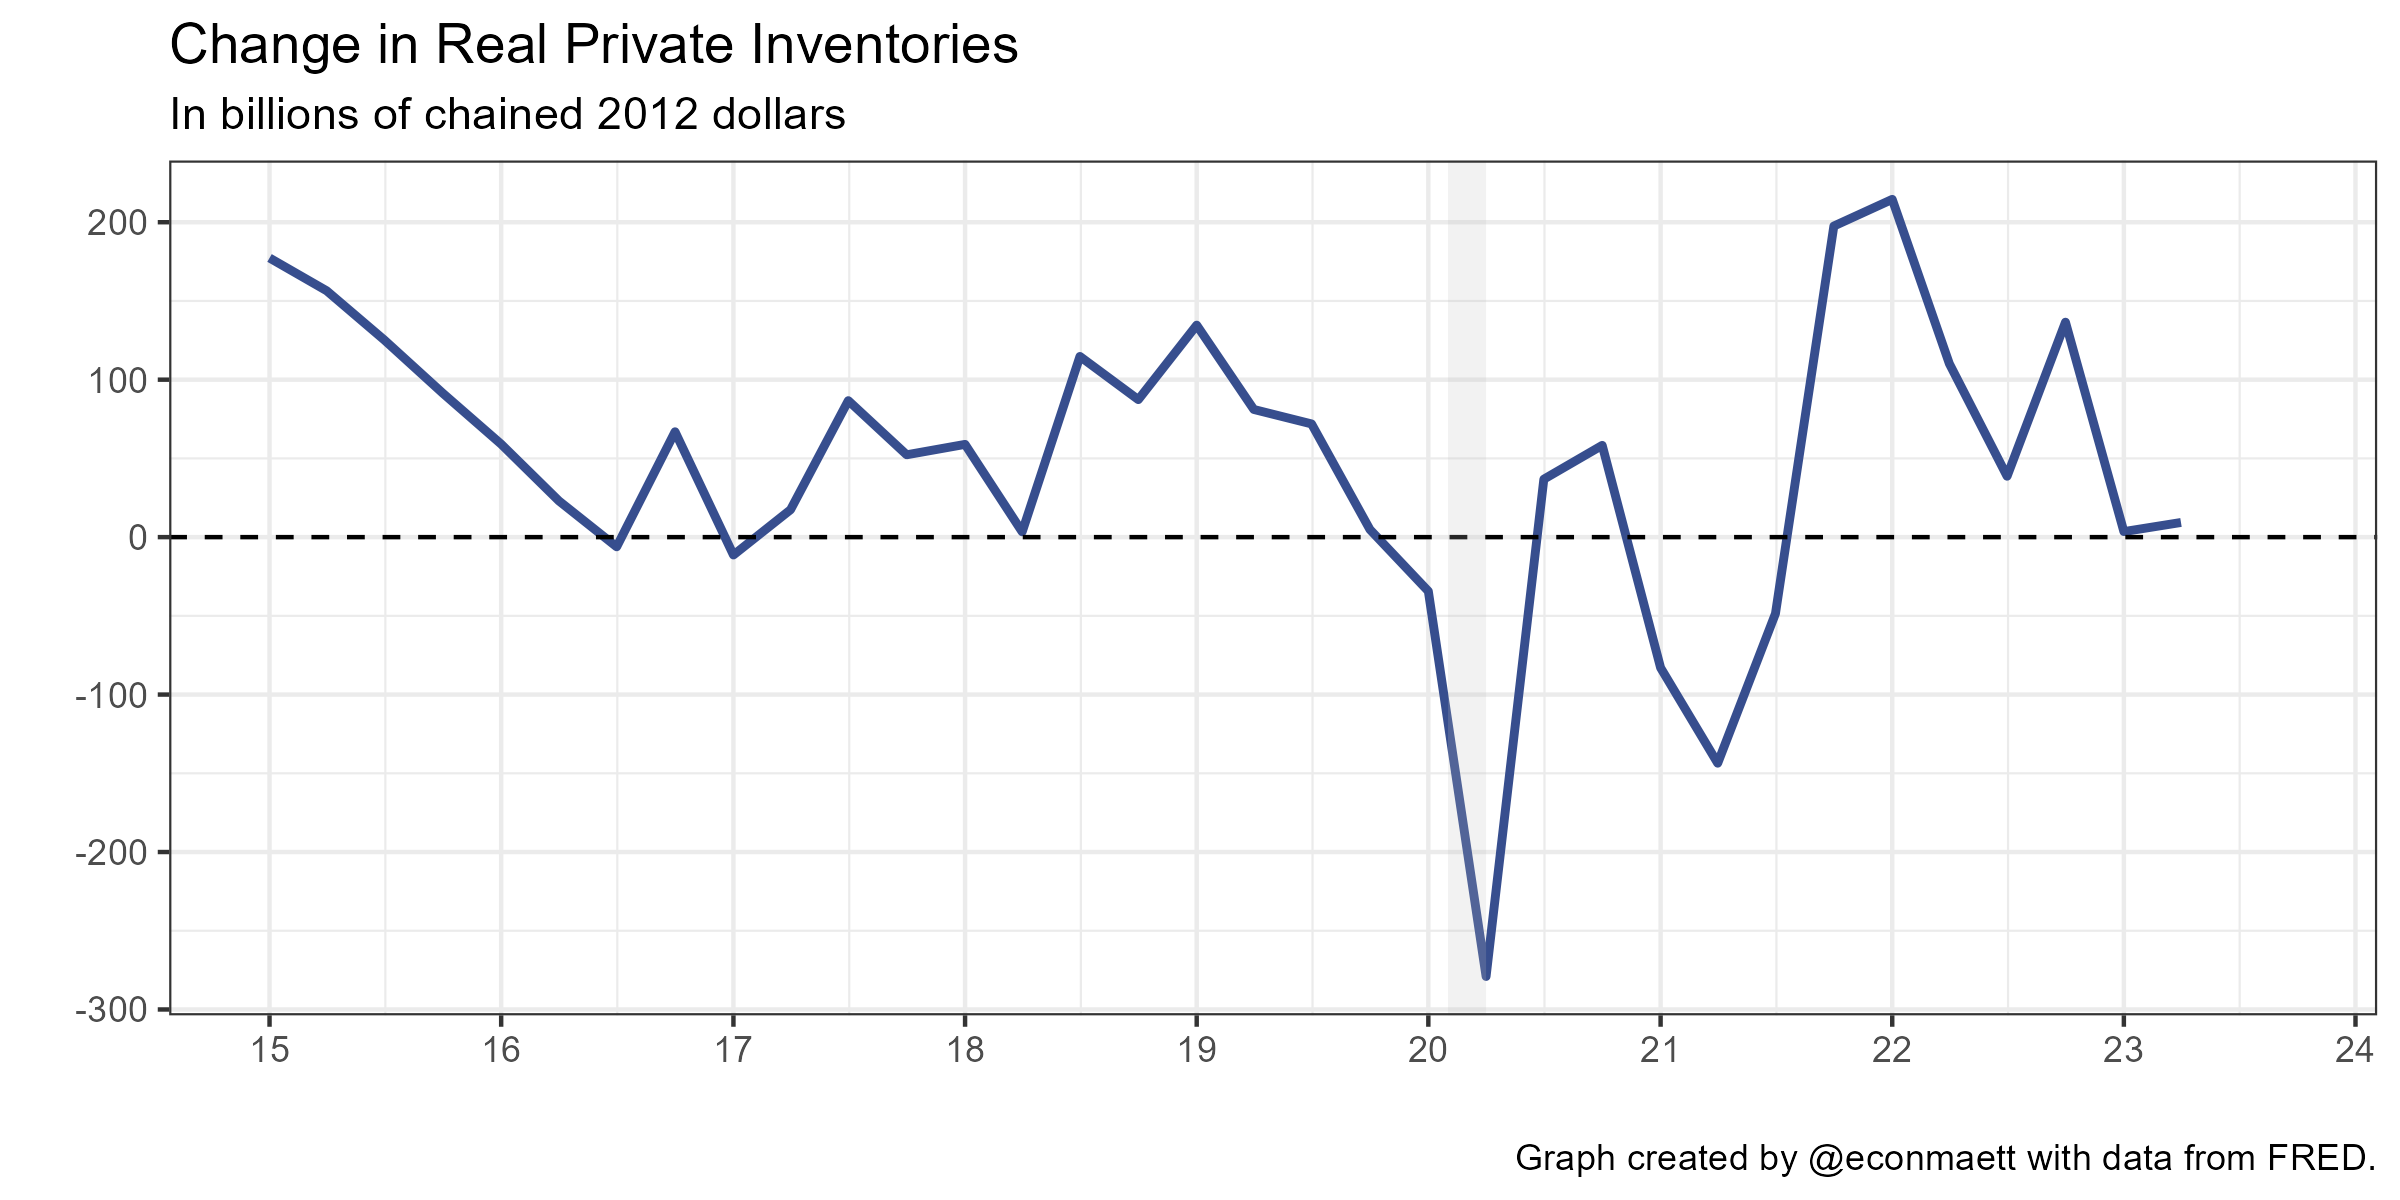 Change in Real Private Inventories
In billions of chained 2012 dollars
200
100
0
-100
-200
-300
15 16 17 18 19 20 21 22 23 24
Graph created by @econmaett with data from FRED.